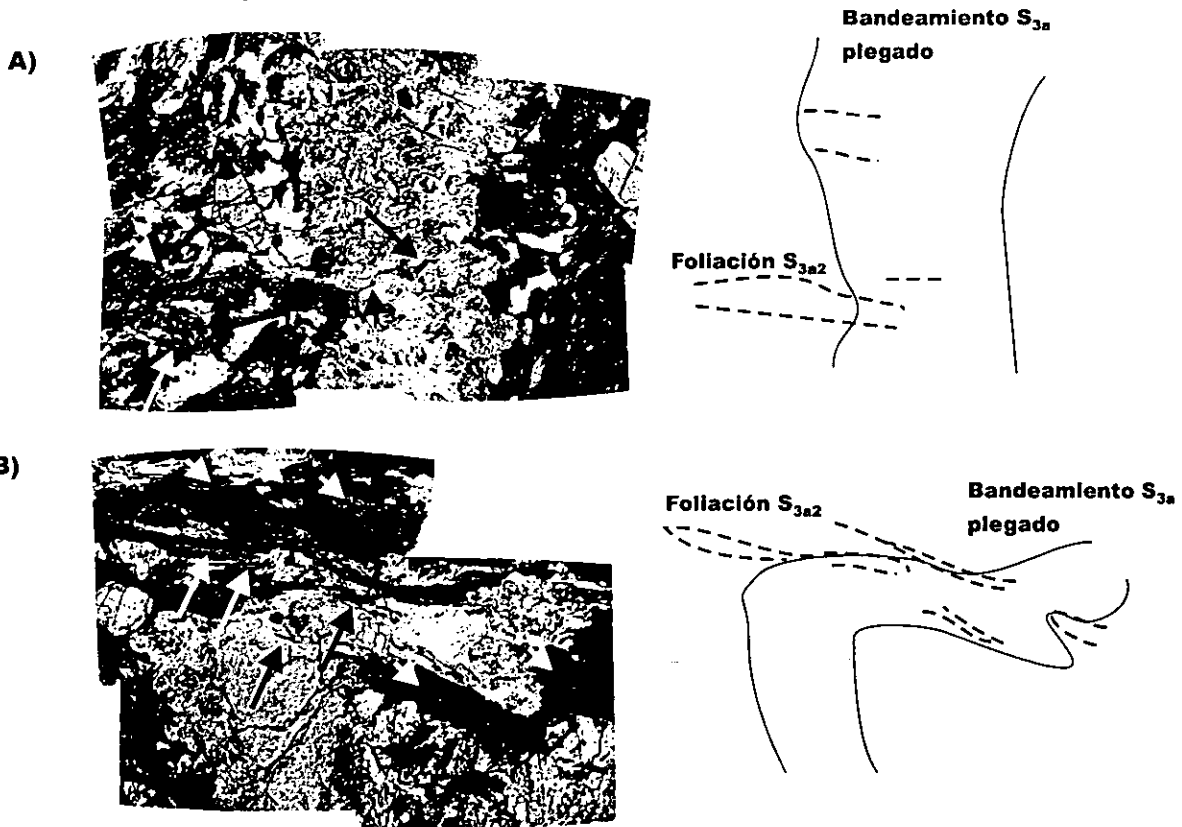 A)
Bandeamiento S3a
plegado
Foliación S3a2
B)
Foliación S3a2
Bandeamiento S3a
plegado